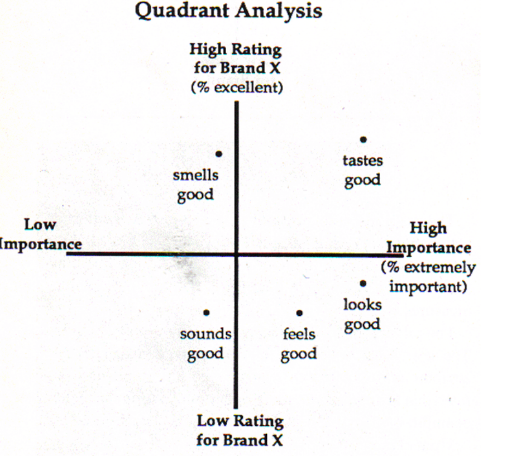 Quadrant Analysis
High Rating
for Brand X
(% excellent)
smells
good
tastes
good
Low
Importance
High
Importance
(% extremely
important)
looks
good
sounds
good
feels
good
Low Rating
for Brand X